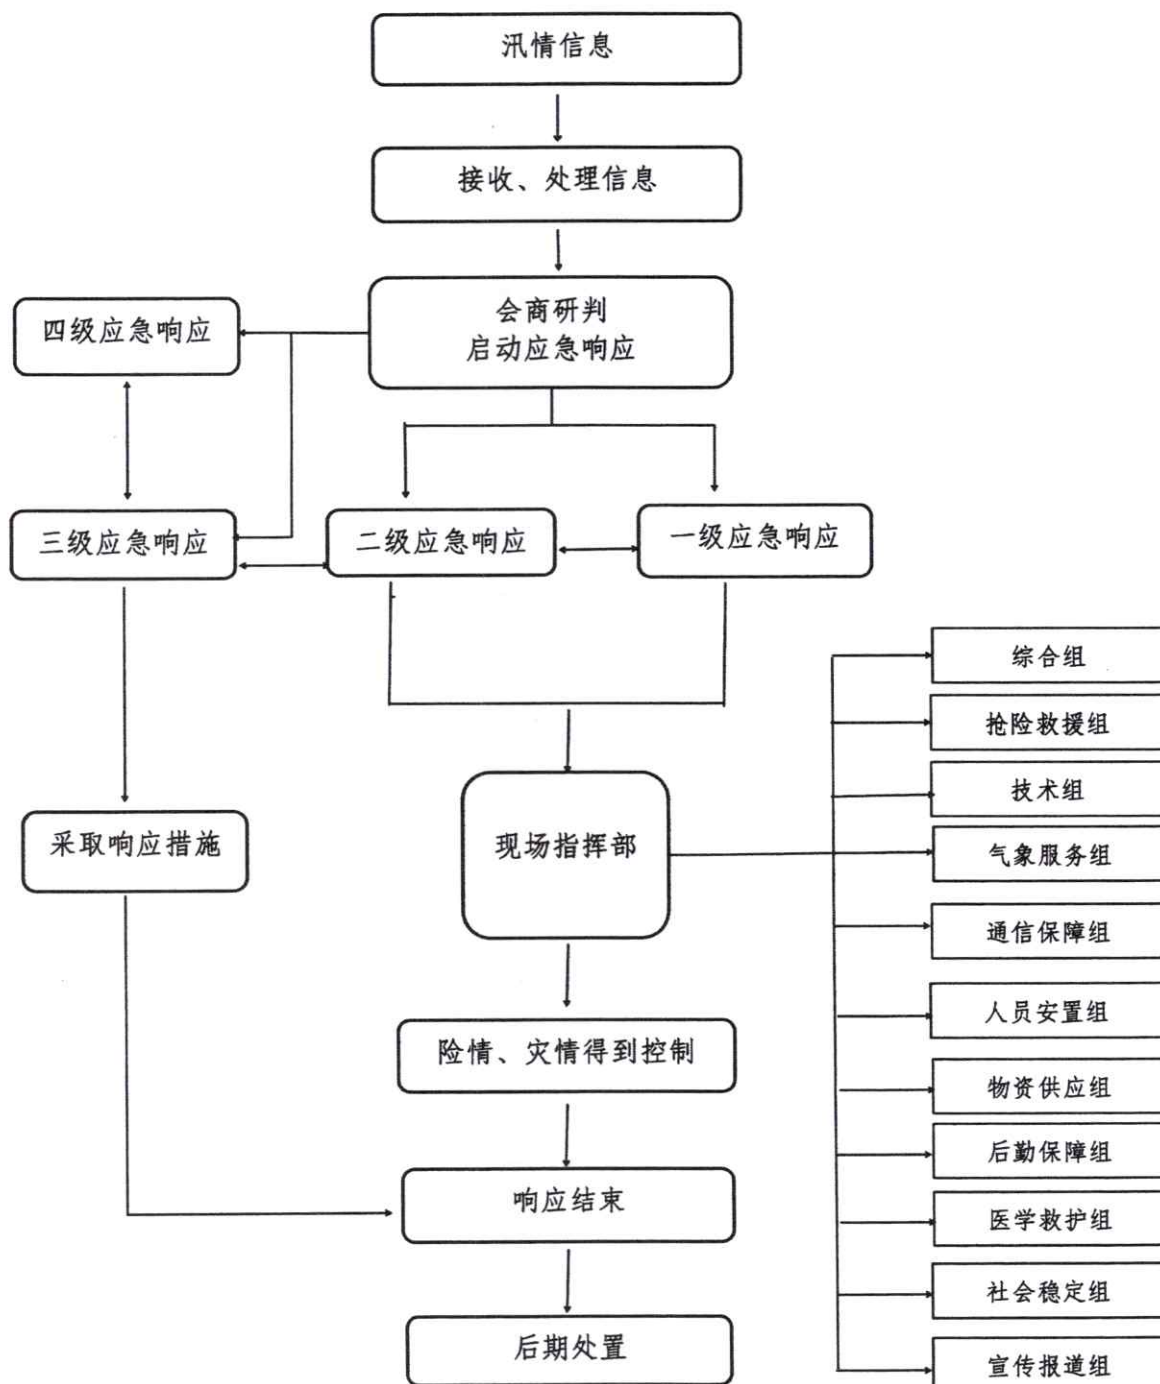 汛情信息
接收、处理信息
会商研判
启动应急响应
四级应急响应
三级应急响应
二级应急响应
一级应急响应
采取响应措施
现场指挥部
险情、灾情得到控制
响应结束
后期处置
综合组
抢险救援组
技术组
气象服务组
通信保障组
人员安置组
物资供应组
后勤保障组
医学救护组
社会稳定组
宣传报道组